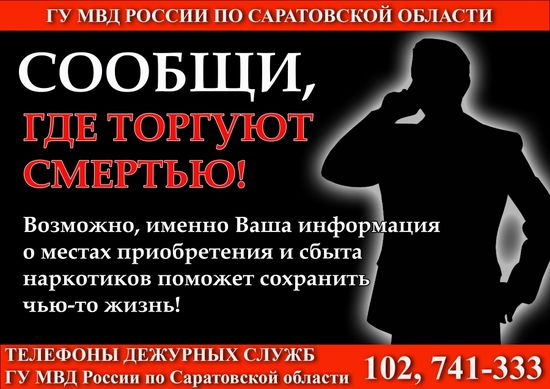 ГУ МВД РОССИИ ПО САРАТОВСКОЙ ОБЛАСТИ
СООБЩИ,
ГДЕ ТОРГУЮТ
СМЕРТЬЮ!
Возможно, именно Ваша информация
о местах приобретения и сбыта
наркотиков поможет сохранить
чью-то жизнь!
ТЕЛЕФОНЫ ДЕЖУРНЫХ СЛУЖБ
ГУ МВД России по Саратовской области
102, 741-333